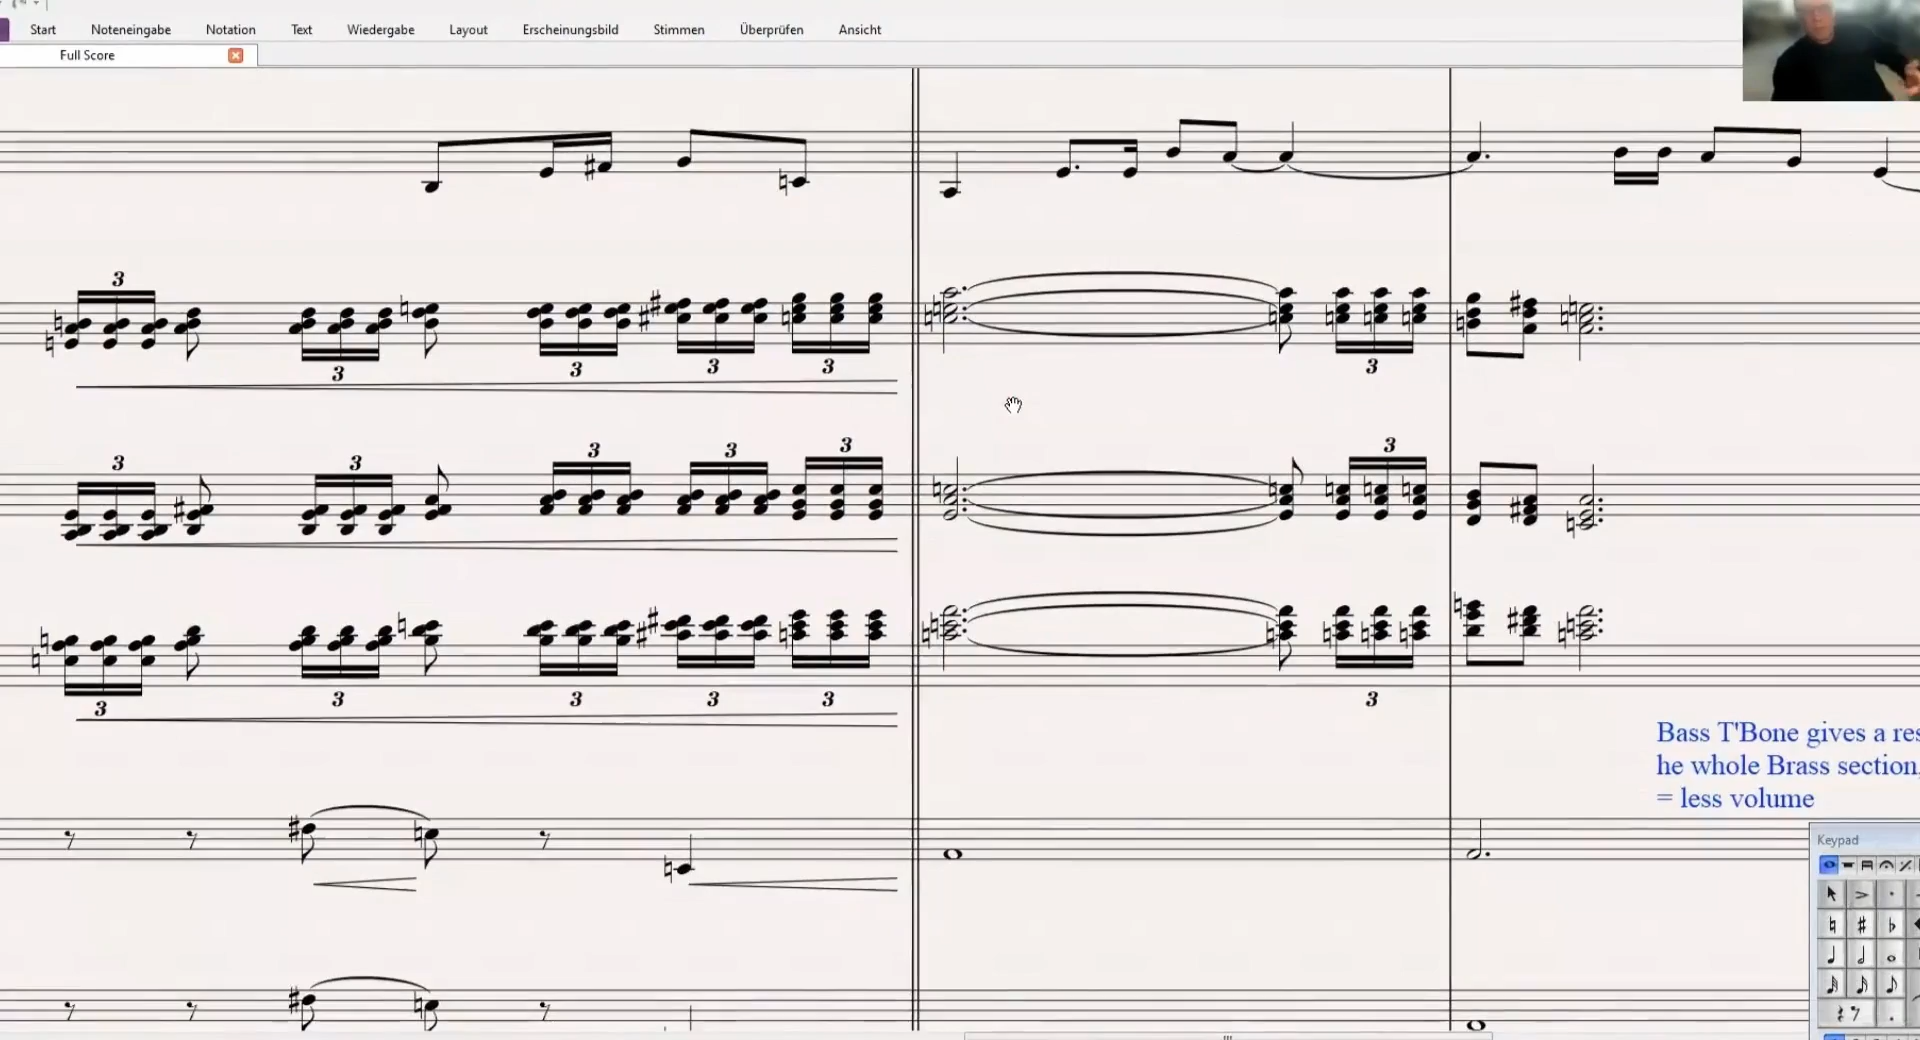 Start Noteneingabe Notation Text Wiedergabe Layout Erscheinungsbild Stimmen Überprüfen Ansicht
Full Score
3
3 3 3 3 3
3 3 3 3 3 3
3 3 3 3 3 3
Bass T'Bone gives a
he whole Brass section,
= less volume
Keypad